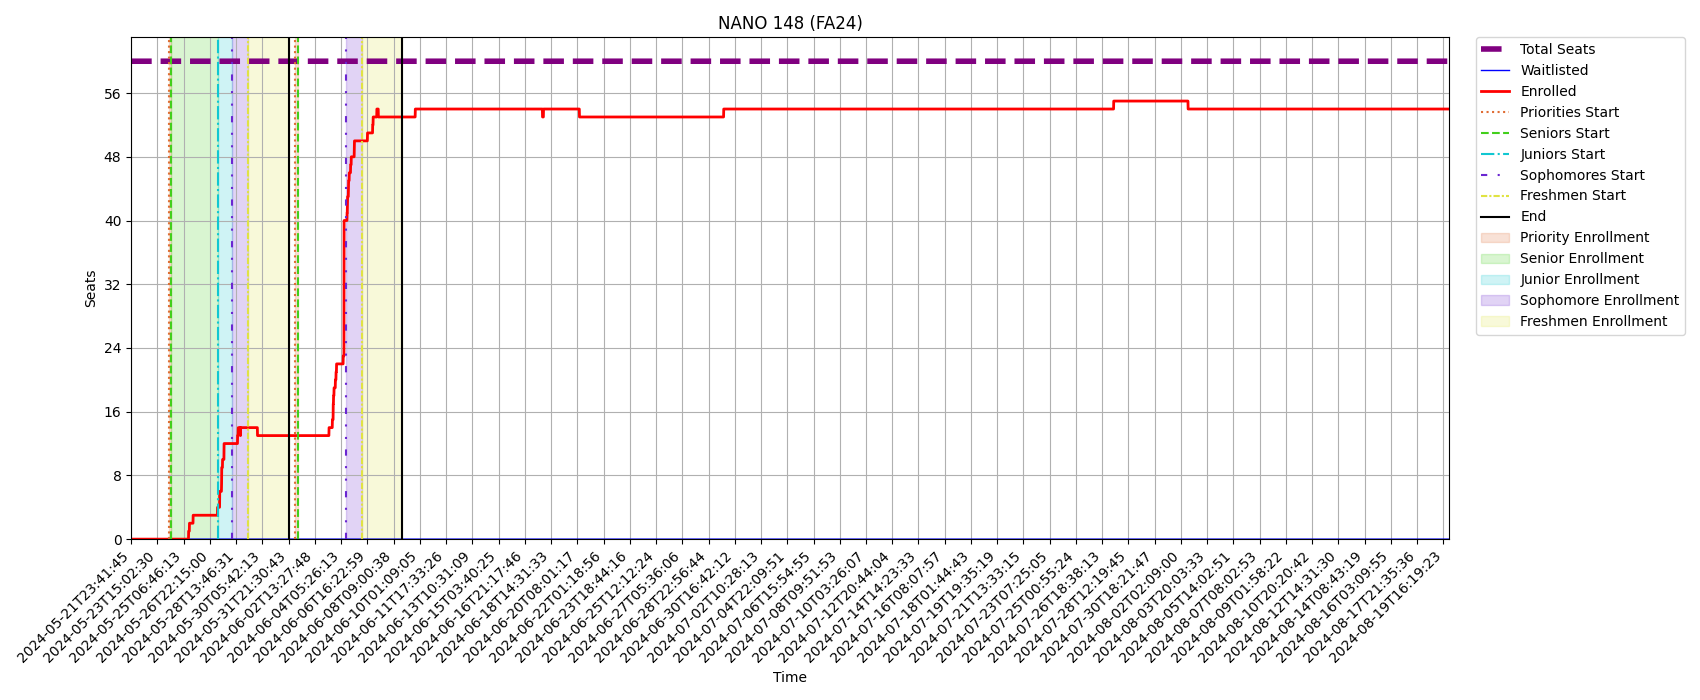 NANO 148 (FA24)
Total Seats
Waitlisted
Enrolled
Priorities Start
Seniors Start
Juniors Start
Sophomores Start
Freshmen Start
End
Priority Enrollment
Senior Enrollment
Junior Enrollment
Sophomore Enrollment
Freshmen Enrollment
Seats
56
48
40
32
24
16
8
0
2024-05-21T23:41:45
2024-05-23T15:02:30
2024-05-25T06:46:13
2024-05-26T22:15:00
2024-05-28T13:46:31
2024-05-30T05:42:13
2024-05-31T21:30:43
2024-06-02T13:27:48
2024-06-04T05:26:13
2024-06-06T16:22:59
2024-06-08T09:00:38
2024-06-10T01:09:05
2024-06-11T17:33:26
2024-06-13T10:31:09
2024-06-15T03:40:25
2024-06-16T21:17:46
2024-06-18T14:31:33
2024-06-20T08:01:17
2024-06-22T01:18:56
2024-06-23T18:44:16
2024-06-25T12:12:24
2024-06-27T05:36:06
2024-06-28T22:56:44
2024-06-30T16:42:12
2024-07-02T10:28:13
2024-07-04T22:09:51
2024-07-06T15:54:55
2024-07-08T09:51:53
2024-07-10T03:26:07
2024-07-12T20:44:04
2024-07-14T14:23:33
2024-07-16T08:07:57
2024-07-18T01:44:43
2024-07-19T19:35:19
2024-07-21T13:33:15
2024-07-23T07:25:05
2024-07-25T00:55:24
2024-07-26T18:38:13
2024-07-28T12:19:45
2024-07-30T18:21:47
2024-08-02T02:09:00
2024-08-03T20:03:33
2024-08-05T14:02:51
2024-08-07T08:02:53
2024-08-09T01:58:22
2024-08-10T20:20:42
2024-08-12T14:31:30
2024-08-14T08:43:19
2024-08-16T03:09:55
2024-08-17T21:35:36
2024-08-19T16:19:23
Time